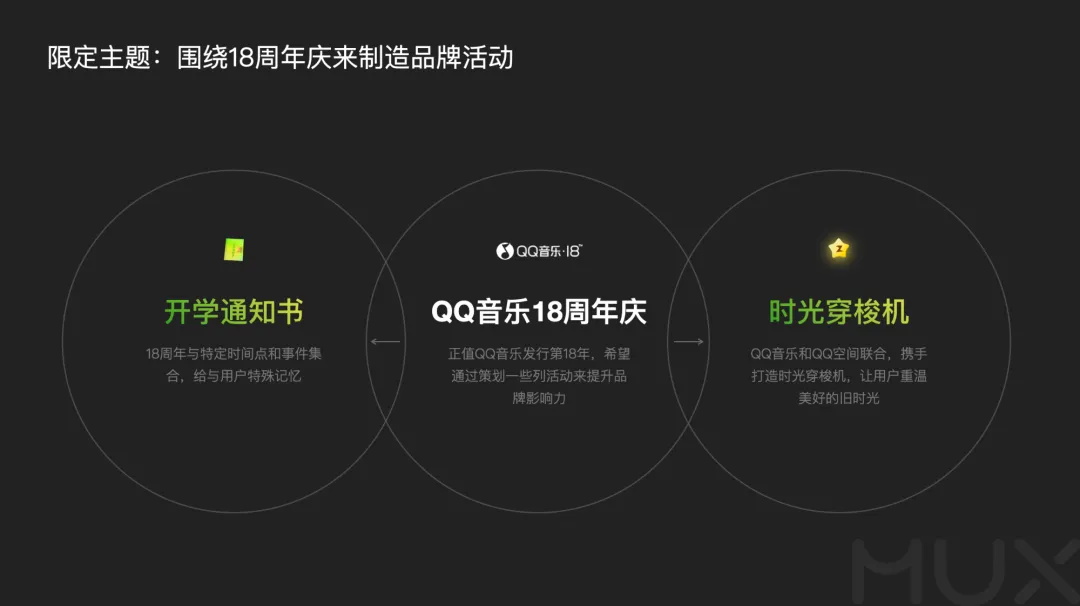 限定主题：围绕18周年庆来制造品牌活动
开学通知书
18周年与特定时间点和事件集
合，给与用户特殊记忆
QQ音乐·18™
QQ音乐18周年庆
正值QQ音乐发行第18年，希望
通过策划一些列活动来提升品
牌影响力
时光穿梭机
QQ音乐和QQ空间联合，携手
打造时光穿梭机，让用户重温
美好的旧时光
MUX